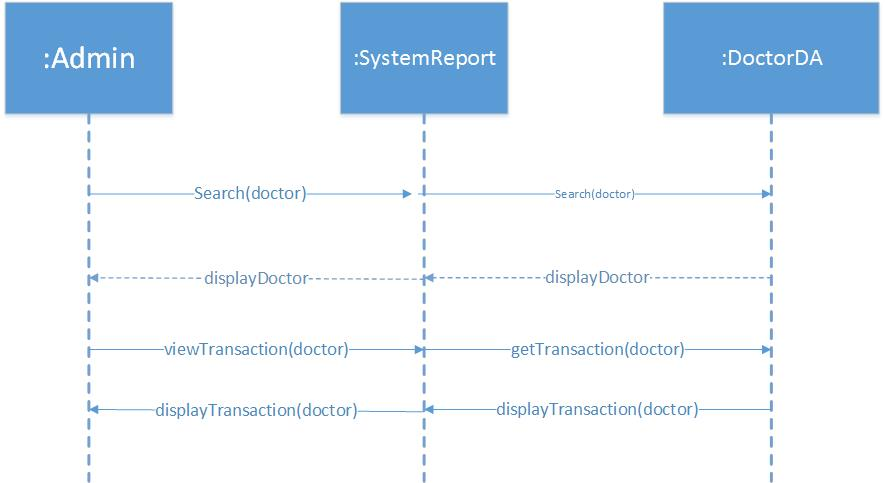 :Admin
:SystemReport
:DoctorDA
Search(doctor)
Search(doctor)
displayDoctor
displayDoctor
viewTransaction(doctor)
getTransaction(doctor)
displayTransaction(doctor)
displayTransaction(doctor)